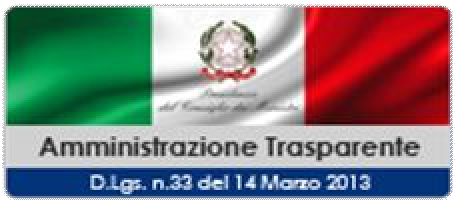 Presidenza
del Consiglio dei Ministri
Amministrazione Trasparente
D.Lgs. n.33 del 14 Marzo 2013